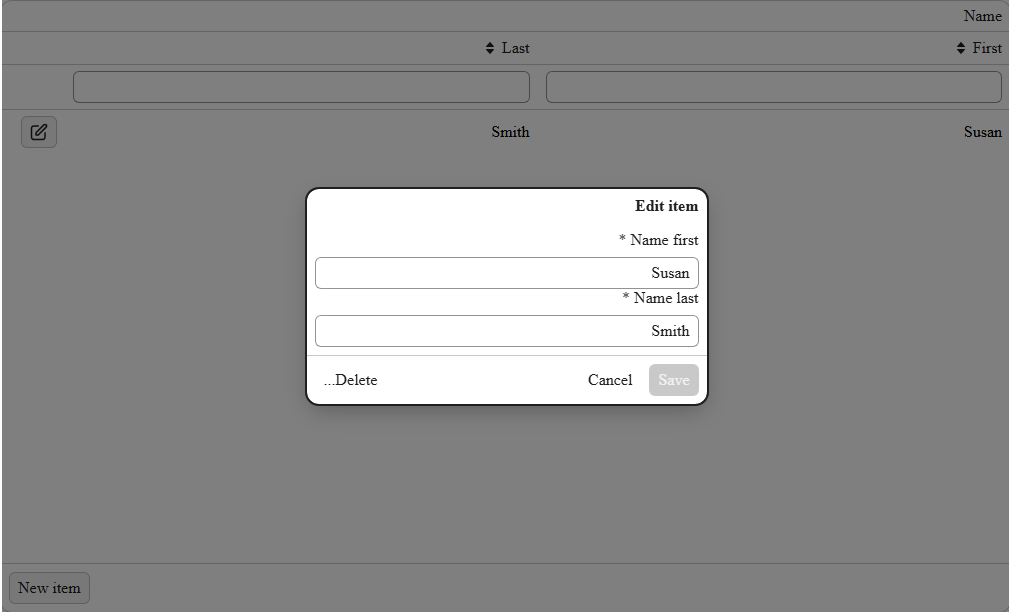 Name
First
Last
Susan
Smith
Edit item
* Name first
Susan
* Name last
Smith
Save
Cancel
...Delete
New item